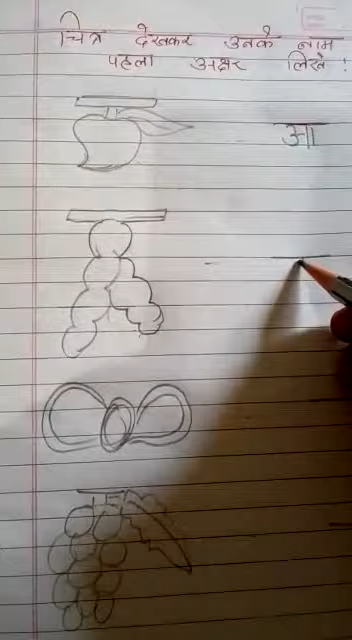 चित्र देखकर उनके नाम
पहला अक्षर लिखे !
आ